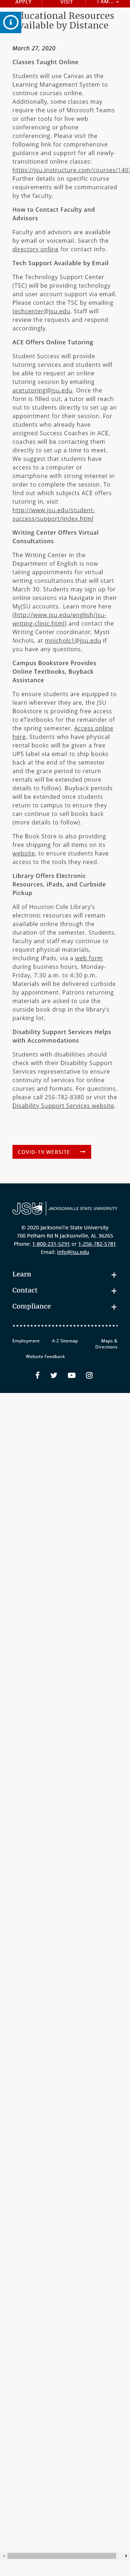 APPLY VISIT I AM...
Educational Resources
Available by Distance
March 27, 2020
Classes Taught Online
Students will use Canvas as the
Learning Management System to
continue courses online.
Additionally, some classes may
require the use of Microsoft Teams
or other tools for live web
conferencing or phone
conferencing. Please visit the
following link for comprehensive
guidance and support for all newly-
transitioned online classes:
https://jsu.instructure.com/courses/140
Further details on specific course
requirements will be communicated
by the faculty.
How to Contact Faculty and
Advisors
Faculty and advisors are available
by email or voicemail. Search the
directory online for contact info.
Tech Support Available by Email
The Technology Support Center
(TSC) will be providing technology
and user account support via email.
Please contact the TSC by emailing
techcenter@jsu.edu. Staff will
review the requests and respond
accordingly.
ACE Offers Online Tutoring
Student Success will provide
tutoring services and students will
be able to request an online
tutoring session by emailing
acetutoring@jsu.edu. Once the
form is filled out, a tutor will reach
out to students directly to set up an
appointment for their session. For
students who already have
assigned Success Coaches in ACE,
coaches will be contacting them
directly to set up a time to meet.
We suggest that students have
access to a computer or
smartphone with strong internet in
order to complete the session. To
find out which subjects ACE offers
tutoring in, visit
http://www.jsu.edu/student-
success/support/index.html
Writing Center Offers Virtual
Consultations
The Writing Center in the
Department of English is now
taking appointments for virtual
writing consultations that will start
March 30. Students may sign up for
online sessions via Navigate in their
MyJSU accounts. Learn more here
(http://www.jsu.edu/english/jsu-
writing-clinic.html) and contact the
Writing Center coordinator, Mysti
Nichols, at mnichols1@jsu.edu if
you have any questions.
Campus Bookstore Provides
Online Textbooks, Buyback
Assistance
To ensure students are equipped to
learn wherever they are, the JSU
Bookstore is providing free access
to eTextbooks for the remainder of
the spring semester. Access online
here. Students who have physical
rental books will be given a free
UPS label via email to ship books
back at the end of the semester
and the grace period to return
rentals will be extended (more
details to follow). Buyback periods
will be extended once students
return to campus to ensure they
can continue to sell books back
(more details to follow).
The Book Store is also providing
free shipping for all items on its
website, to ensure students have
access to the tools they need.
Library Offers Electronic
Resources, iPads, and Curbside
Pickup
All of Houston Cole Library's
electronic resources will remain
available online through the
duration of the semester. Students,
faculty and staff may continue to
request physical materials,
including iPads, via a web form
during business hours, Monday-
Friday, 7:30 a.m. to 4:30 p.m.
Materials will be delivered curbside
by appointment. Patrons returning
materials are asked to use the
outside book drop in the library's
parking lot.
Disability Support Services Helps
with Accommodations
Students with disabilities should
engage with their Disability Support
Services representative to ensure
continuity of services for online
courses and formats. For questions,
please call 256-782-8380 or visit the
Disability Support Services website.
COVID-19 WEBSITE
JSU JACKSONVILLE STATE UNIVERSITY
© 2020 Jacksonville State University
700 Pelham Rd N Jacksonville, AL 36265
Phone: 1-800-231-5291 or 1-256-782-5781
Email: info@jsu.edu
Learn
Contact
Compliance
Employment A-Z Sitemap Maps &
Directions
Website Feedback